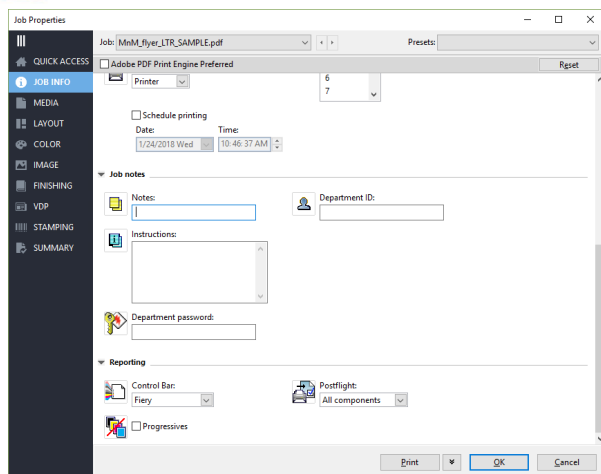 Job Properties
Job: MnM_flyer_LTR_SAMPLE.pdf Presets:
QUICK ACCESS
JOB INFO
MEDIA
LAYOUT
COLOR
IMAGE
FINISHING
VDP
STAMPING
SUMMARY
Adobe PDF Print Engine Preferred Reset
Printer 6
7
Schedule printing
Date: Time:
1/24/2018 Wed 10:46:37 AM
Job notes
Notes: Department ID:
Instructions:
Department password:
Reporting
Control Bar: Postflight:
Fiery All components
Progressives
Print OK Cancel